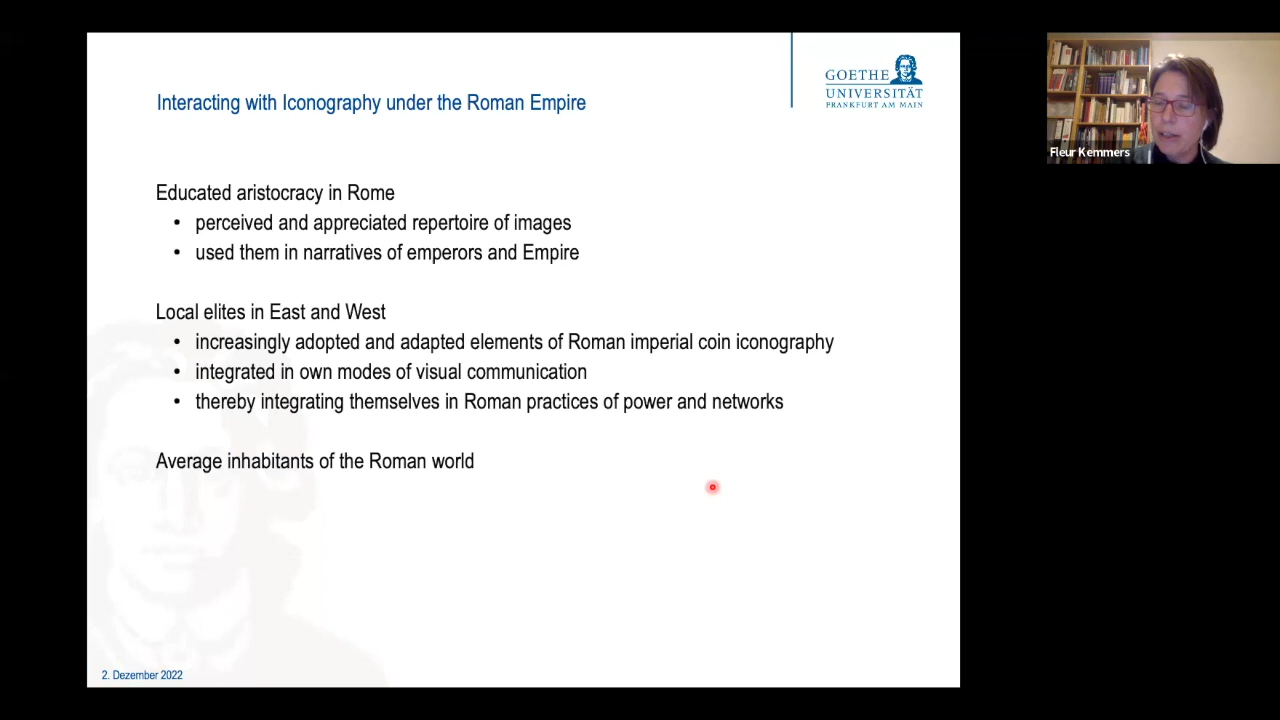 Interacting with Iconography under the Roman Empire
GOETHE
UNIVERSITÄT
FRANKFURT AM MAIN
Fleur Kemmers
Educated aristocracy in Rome
• perceived and appreciated repertoire of images
• used them in narratives of emperors and Empire
Local elites in East and West
• increasingly adopted and adapted elements of Roman imperial coin iconography
• integrated in own modes of visual communication
• thereby integrating themselves in Roman practices of power and networks
Average inhabitants of the Roman world
2. Dezember 2022